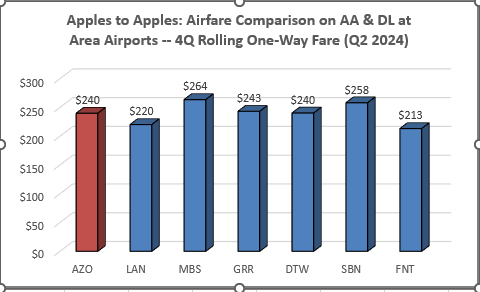 Apples to Apples: Airfare Comparison on AA & DL at
Area Airports -- 4Q Rolling One-Way Fare (Q2 2024)
$300
$250
$200
$150
$100
$50
$0
$240
$220
$264
$243
$240
$258
$213
AZO
LAN
MBS
GRR
DTW
SBN
FNT